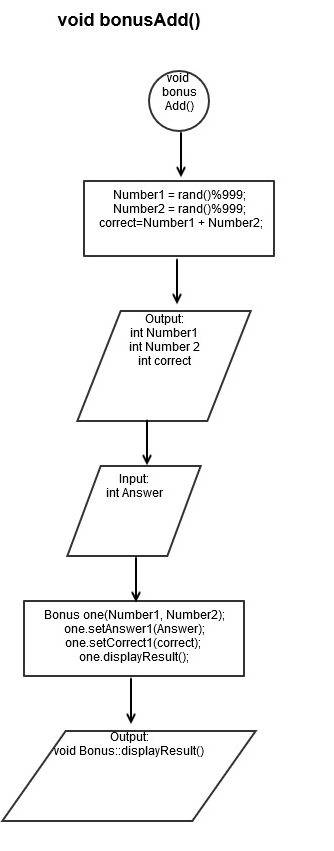 void bonusAdd()
void
bonus
Add()
Number1 = rand()%999;
Number2 = rand()%999;
correct=Number1 + Number2;
Output:
int Number1
int Number 2
int correct
Input:
int Answer
Bonus one(Number1, Number2);
one.setAnswer1(Answer);
one.setCorrect1(correct);
one.displayResult();
Output:
void Bonus::displayResult()